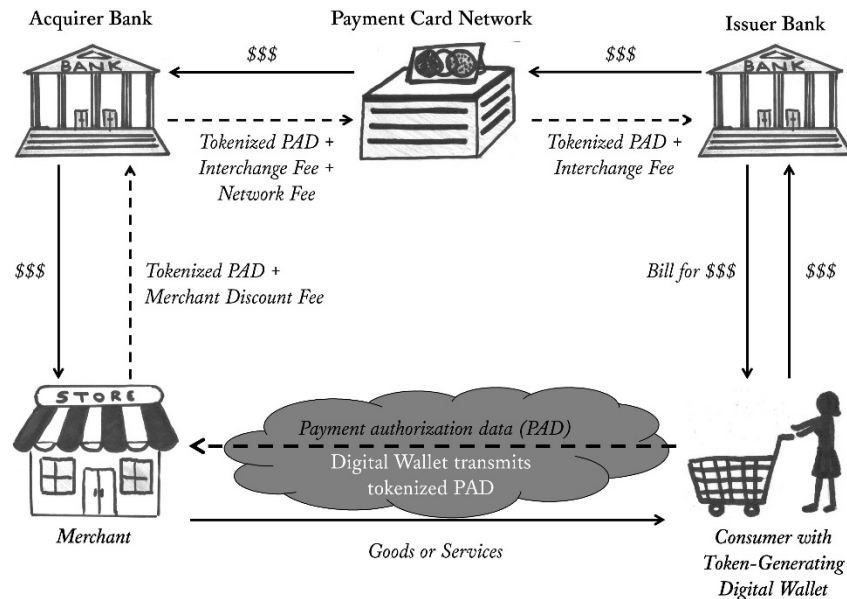 Acquirer Bank
Payment Card Network
Issuer Bank
$$$
$$$
BANK
BANK
Tokenized PAD +
Interchange Fee +
Network Fee
Tokenized PAD +
Interchange Fee
$$$
Tokenized PAD +
Merchant Discount Fee
Bill for $$$
$$$
STORE
Payment authorization data (PAD)
Digital Wallet transmits
tokenized PAD
Merchant
Goods or Services
Consumer with
Token-Generating
Digital Wallet